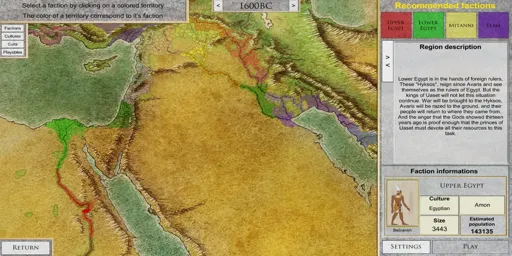 Select a faction by clicking on a colored territory
The color of a territory correspond to it's faction
< 1600BC >
Factions
Cultures
Cults
Playables
Return
Recommended factions
Upper Egypt
Lower Egypt
Mitanni
Elam
Region description
Lower Egypt is in the hands of foreign rulers.
These "Hyksos", reign since Avaris and see
themselves as the rulers of Egypt. But the
kings of Uaset will not let this situation
continue. War will be brought to the Hyksos,
Avaris will be razed to the ground, and their
people will return to where they came from.
And the anger that the Gods showed thirteen
years ago is proof enough that the princes of
Uaset must devote all their resources to this
task.
Faction informations
Upper Egypt
Culture
Egyptian
Amon
Size
3443
Estimated
population
143135
Settings
Play